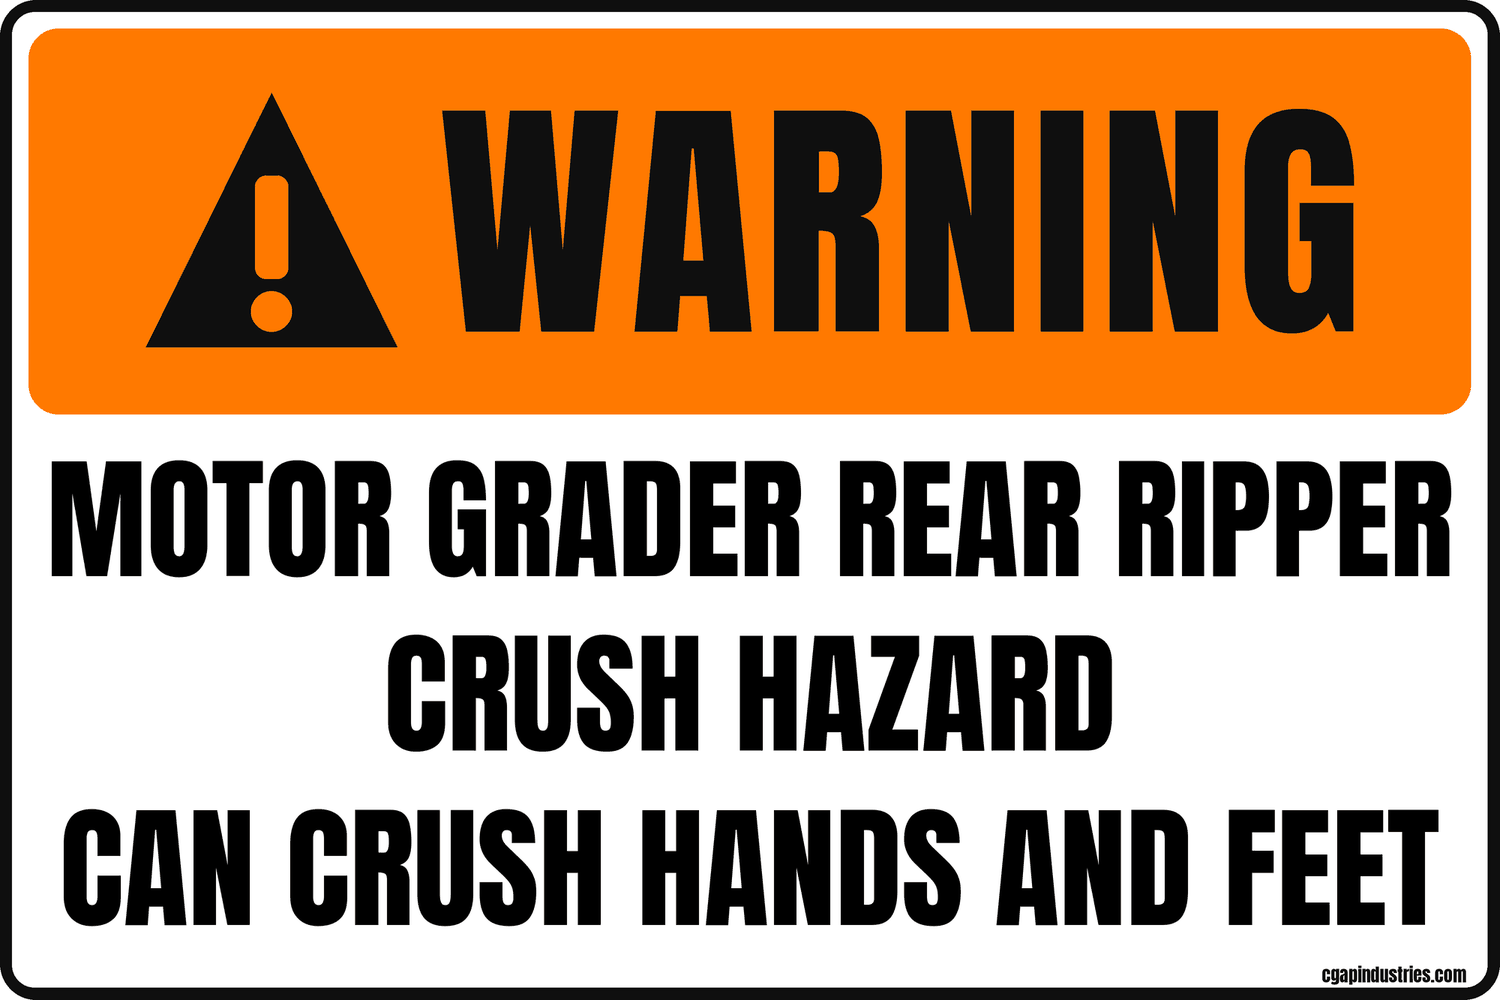 WARNING
MOTOR GRADER REAR RIPPER
CRUSH HAZARD
CAN CRUSH HANDS AND FEET
cgapindustries.com